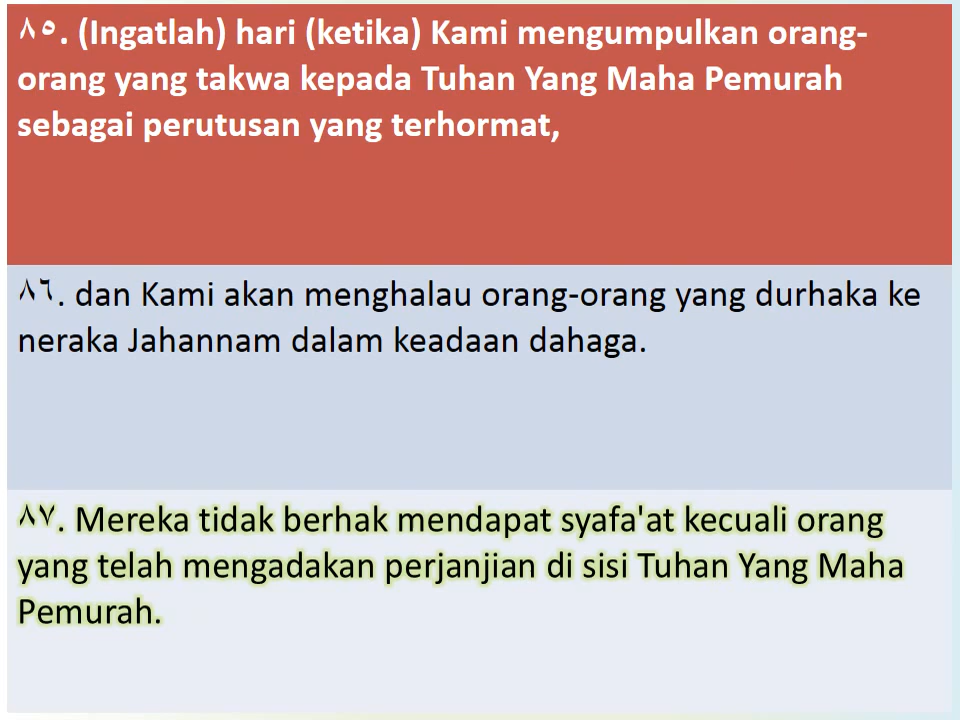 ٨٥. (Ingatlah) hari (ketika) Kami mengumpulkan orang-
orang yang takwa kepada Tuhan Yang Maha Pemurah
sebagai perutusan yang terhormat,
٨٦. dan Kami akan menghalau orang-orang yang durhaka ke
neraka Jahannam dalam keadaan dahaga.
٨٧. Mereka tidak berhak mendapat syafa'at kecuali orang
yang telah mengadakan perjanjian di sisi Tuhan Yang Maha
Pemurah.